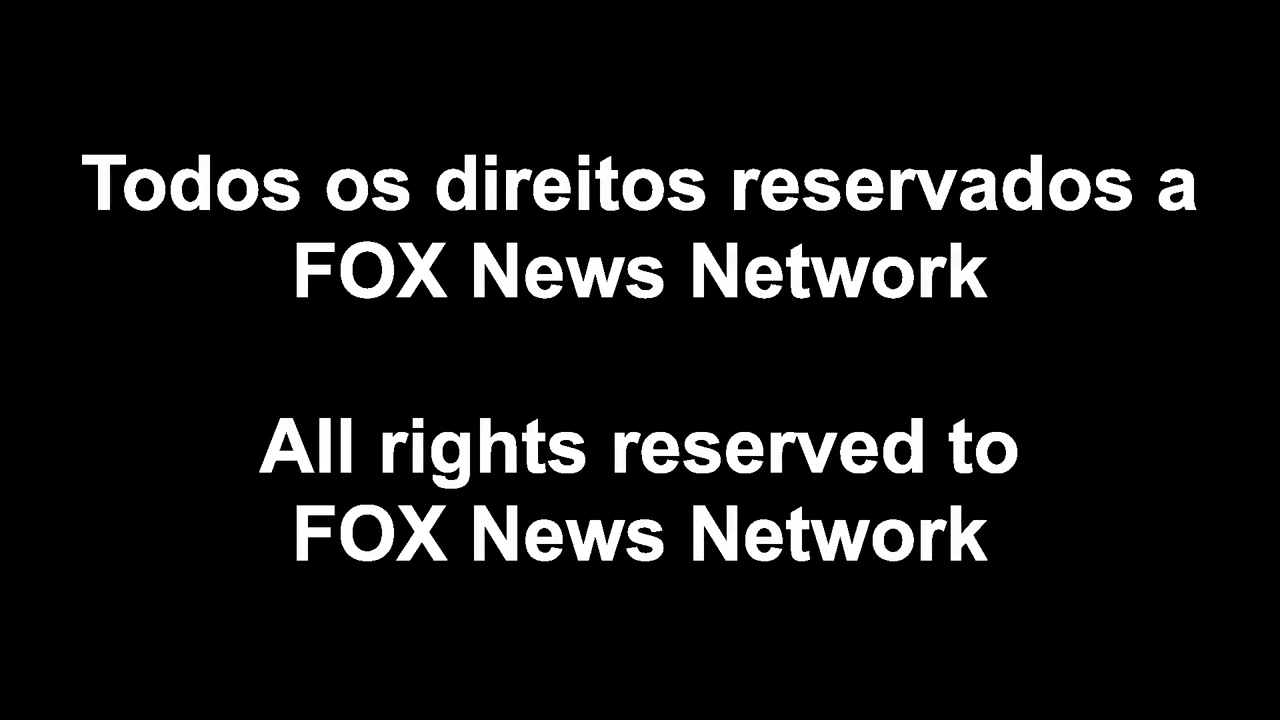 Todos os direitos reservados a
FOX News Network
All rights reserved to
FOX News Network